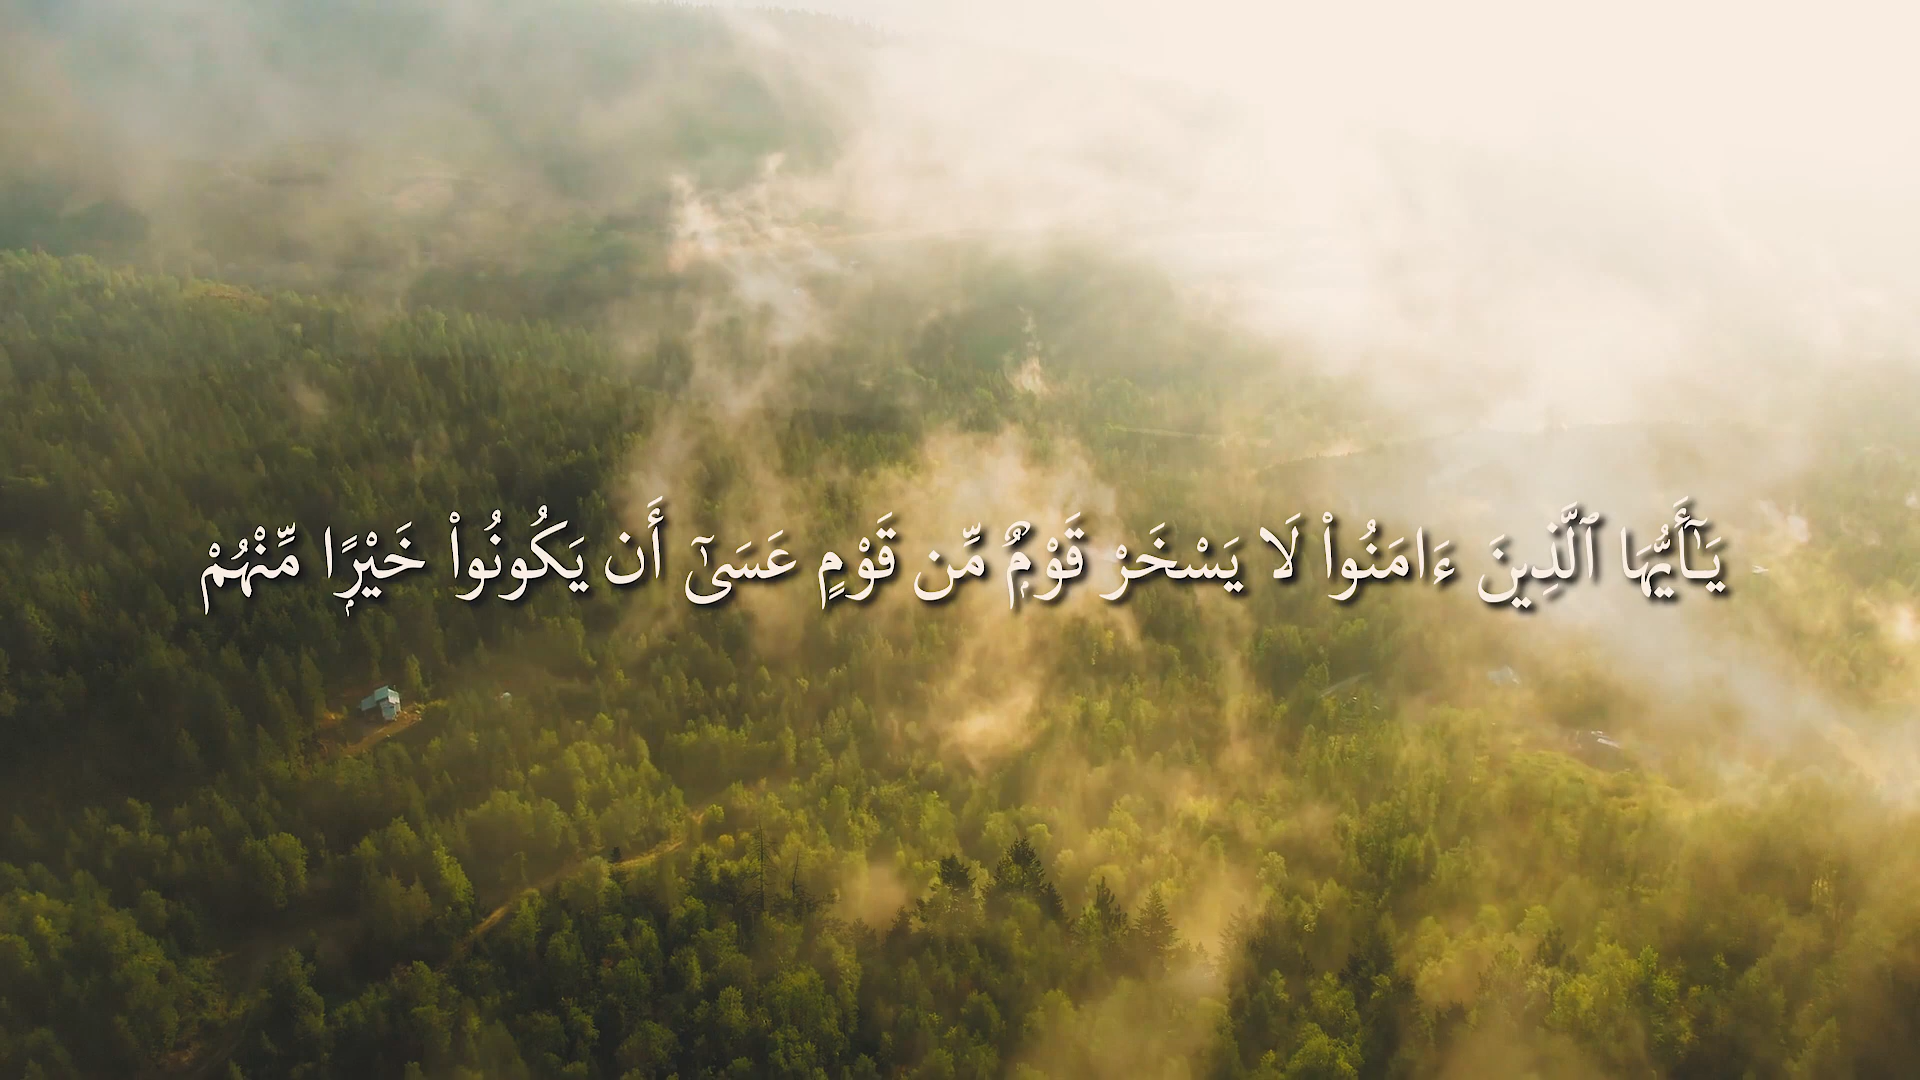 يَـٰٓأَيُّهَا ٱلَّذِينَ ءَامَنُوا۟ لَا يَسْخَرْ قَوْمٌۭ مِّن قَوْمٍ عَسَىٰٓ أَن يَكُونُوا۟ خَيْرًۭا مِّنْهُمْ